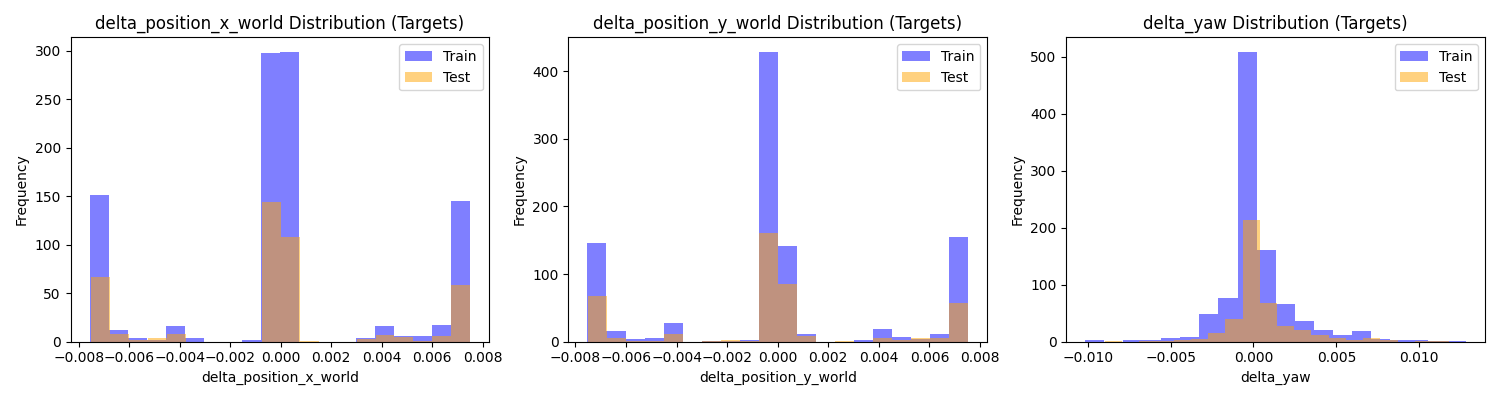 delta_position_x_world Distribution (Targets)
Frequency
300
250
200
150
100
50
0
Train
Test
−0.008 −0.006 −0.004 −0.002 0.000 0.002 0.004 0.006 0.008
delta_position_x_world
delta_position_y_world Distribution (Targets)
Frequency
400
300
200
100
0
Train
Test
−0.008 −0.006 −0.004 −0.002 0.000 0.002 0.004 0.006 0.008
delta_position_y_world
delta_yaw Distribution (Targets)
Frequency
500
400
300
200
100
0
Train
Test
−0.010 −0.005 0.000 0.005 0.010
delta_yaw